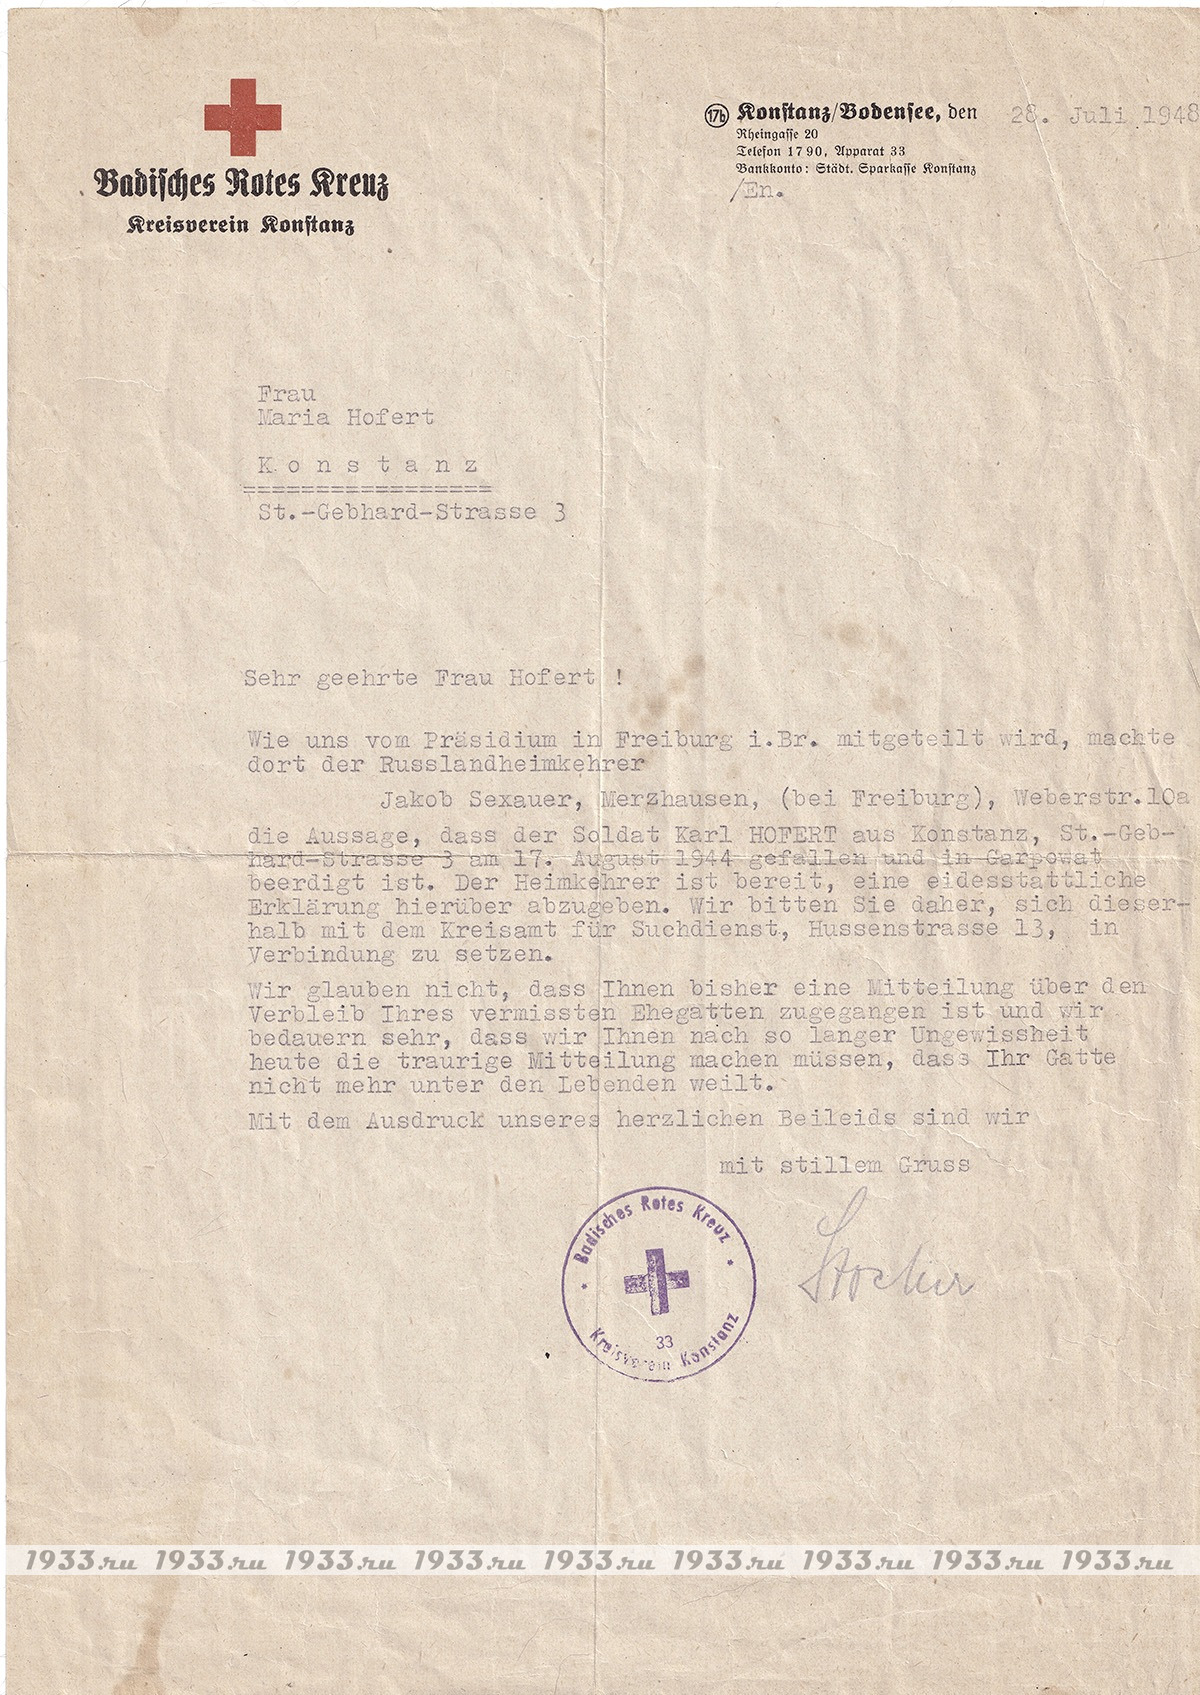 Badisches Rotes Kreuz
Kreisverein Konstanz
17b Konstanz/Bodensee, den 28. Juli 1948
Rheingasse 20
Telefon 1790, Apparat 33
Bankkonto: Städt. Sparkasse Konstanz
/En.
Frau
Maria Hofert
K o n s t a n z
=================
St.-Gebhard-Strasse 3
Sehr geehrte Frau Hofert !
Wie uns vom Präsidium in Freiburg i.Br. mitgeteilt wird, machte
dort der Russlandheimkehrer
Jakob Sexauer, Merzhausen, (bei Freiburg), Weberstr.10a
die Aussage, dass der Soldat Karl HOFERT aus Konstanz, St.-Geb-
hard-Strasse 3 am 17. August 1944 gefallen und in Garpowat
beerdigt ist. Der Heimkehrer ist bereit, eine eidesstattliche
Erklärung hierüber abzugeben. Wir bitten Sie daher, sich dieser-
halb mit dem Kreisamt für Suchdienst, Hussenstrasse 13, in
Verbindung zu setzen.
Wir glauben nicht, dass Ihnen bisher eine Mitteilung über den
Verbleib Ihres vermissten Ehegatten zugegangen ist und wir
bedauern sehr, dass wir Ihnen nach so langer Ungewissheit
heute die traurige Mitteilung machen müssen, dass Ihr Gatte
nicht mehr unter den Lebenden weilt.
Mit dem Ausdruck unseres herzlichen Beileids sind wir
mit stillem Gruss
Badisches Rotes Kreuz
33
Kreisverein Konstanz
1933.ru 1933.ru 1933.ru 1933.ru 1933.ru 1933.ru 1933.ru 1933.ru 1933.ru